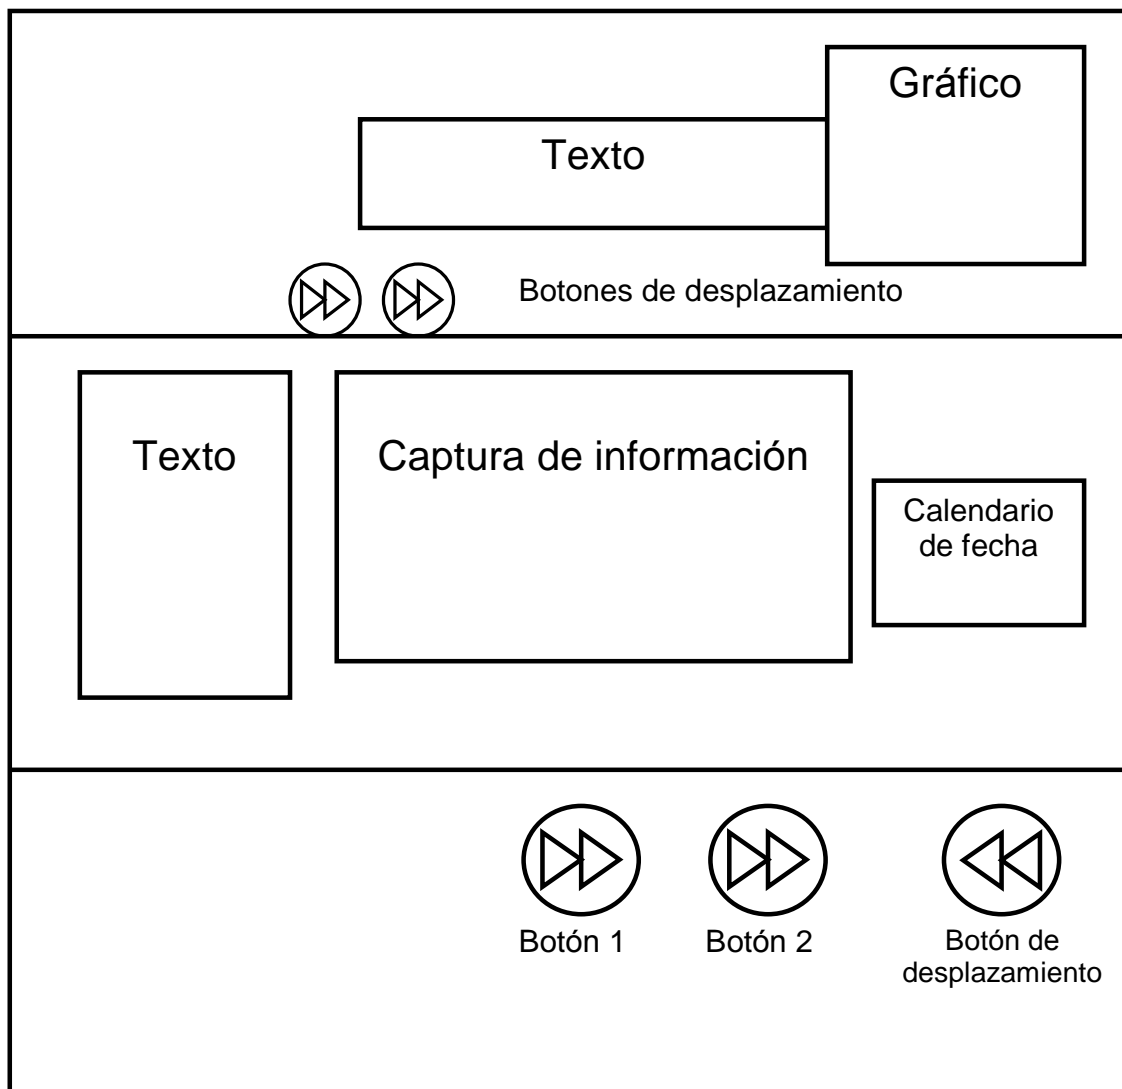 Gráfico
Texto
Botones de desplazamiento
Texto
Captura de información
Calendario
de fecha
Botón 1
Botón 2
Botón de
desplazamiento